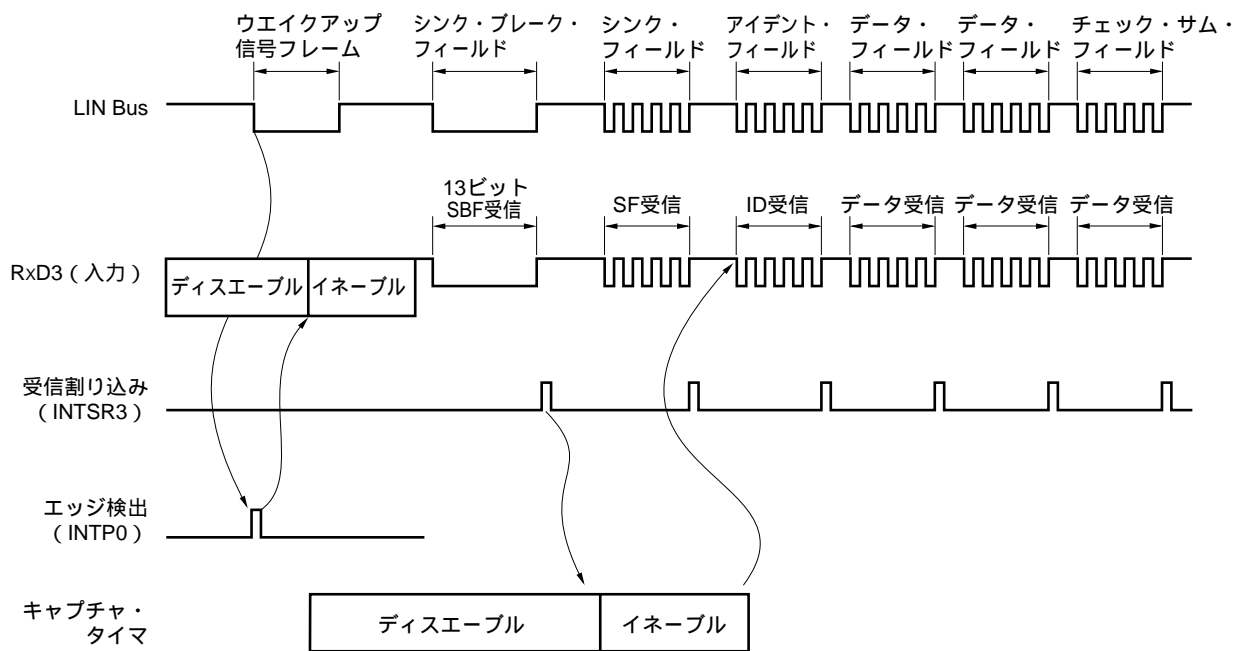 ウエイクアップ
信号フレーム
シンク・ブレーク・
フィールド
シンク・
フィールド
アイデント・
フィールド
データ・
フィールド
データ・
フィールド
チェック・サム・
フィールド
LIN Bus
13ビット
SBF受信
SF受信
ID受信
データ受信
データ受信
データ受信
RxD3（入力）
ディスエーブル
イネーブル
受信割り込み
（INTSR3）
エッジ検出
（INTP0）
キャプチャ・
タイマ
ディスエーブル
イネーブル